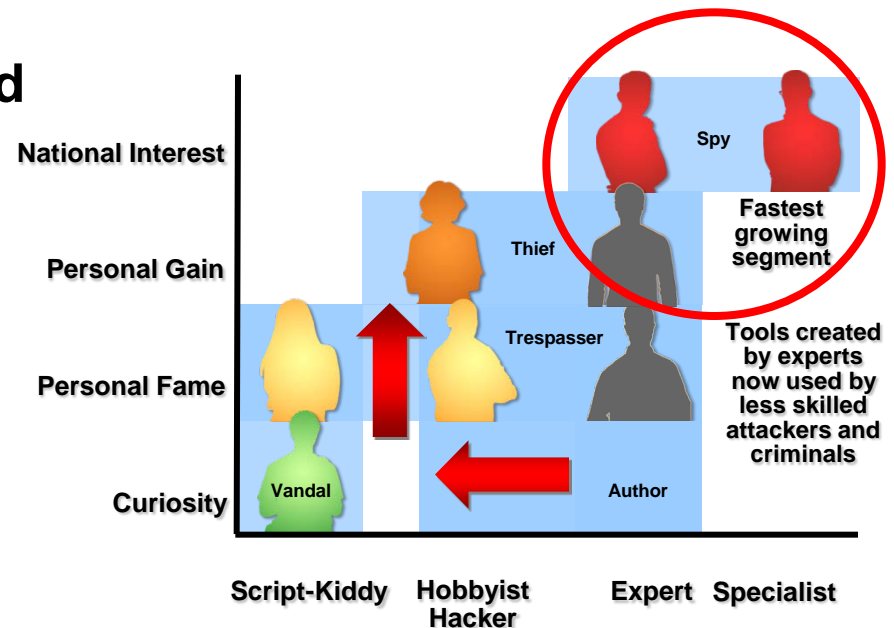 d
National Interest
Spy
Fastest
growing
segment
Personal Gain
Thief
Trespasser
Tools created
by experts
now used by
less skilled
attackers and
criminals
Personal Fame
Curiosity
Vandal
Author
Script-Kiddy
Hobbyist
Hacker
Expert
Specialist